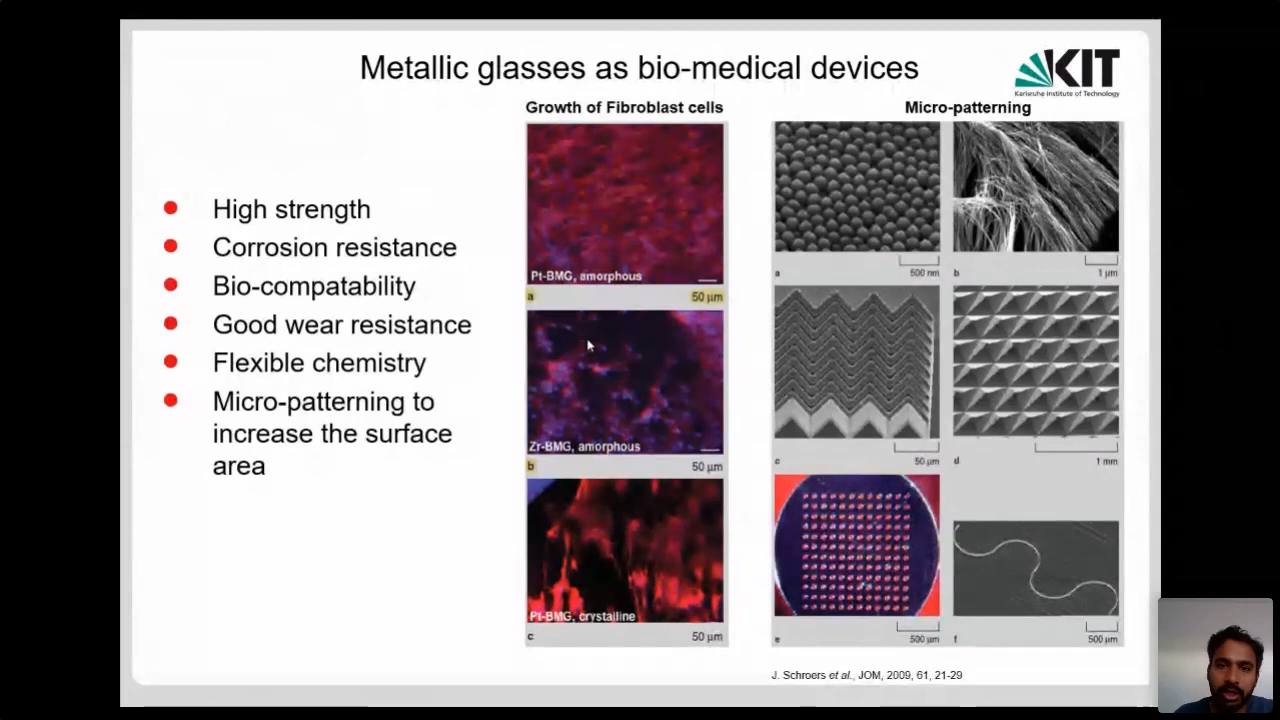 Metallic glasses as bio-medical devices
KIT
Karlsruhe Institute of Technology
High strength
Corrosion resistance
Bio-compatability
Good wear resistance
Flexible chemistry
Micro-patterning to
increase the surface
area
Growth of Fibroblast cells
Pt-BMG, amorphous
a 50 µm
Zr-BMG, amorphous
b 50 µm
Pt-BMG, crystalline
c 50 µm
Micro-patterning
a 500 nm b 1 µm
c 50 µm d 1 mm
e 500 µm f 500 µm
J. Schroers et al., JOM, 2009, 61, 21-29